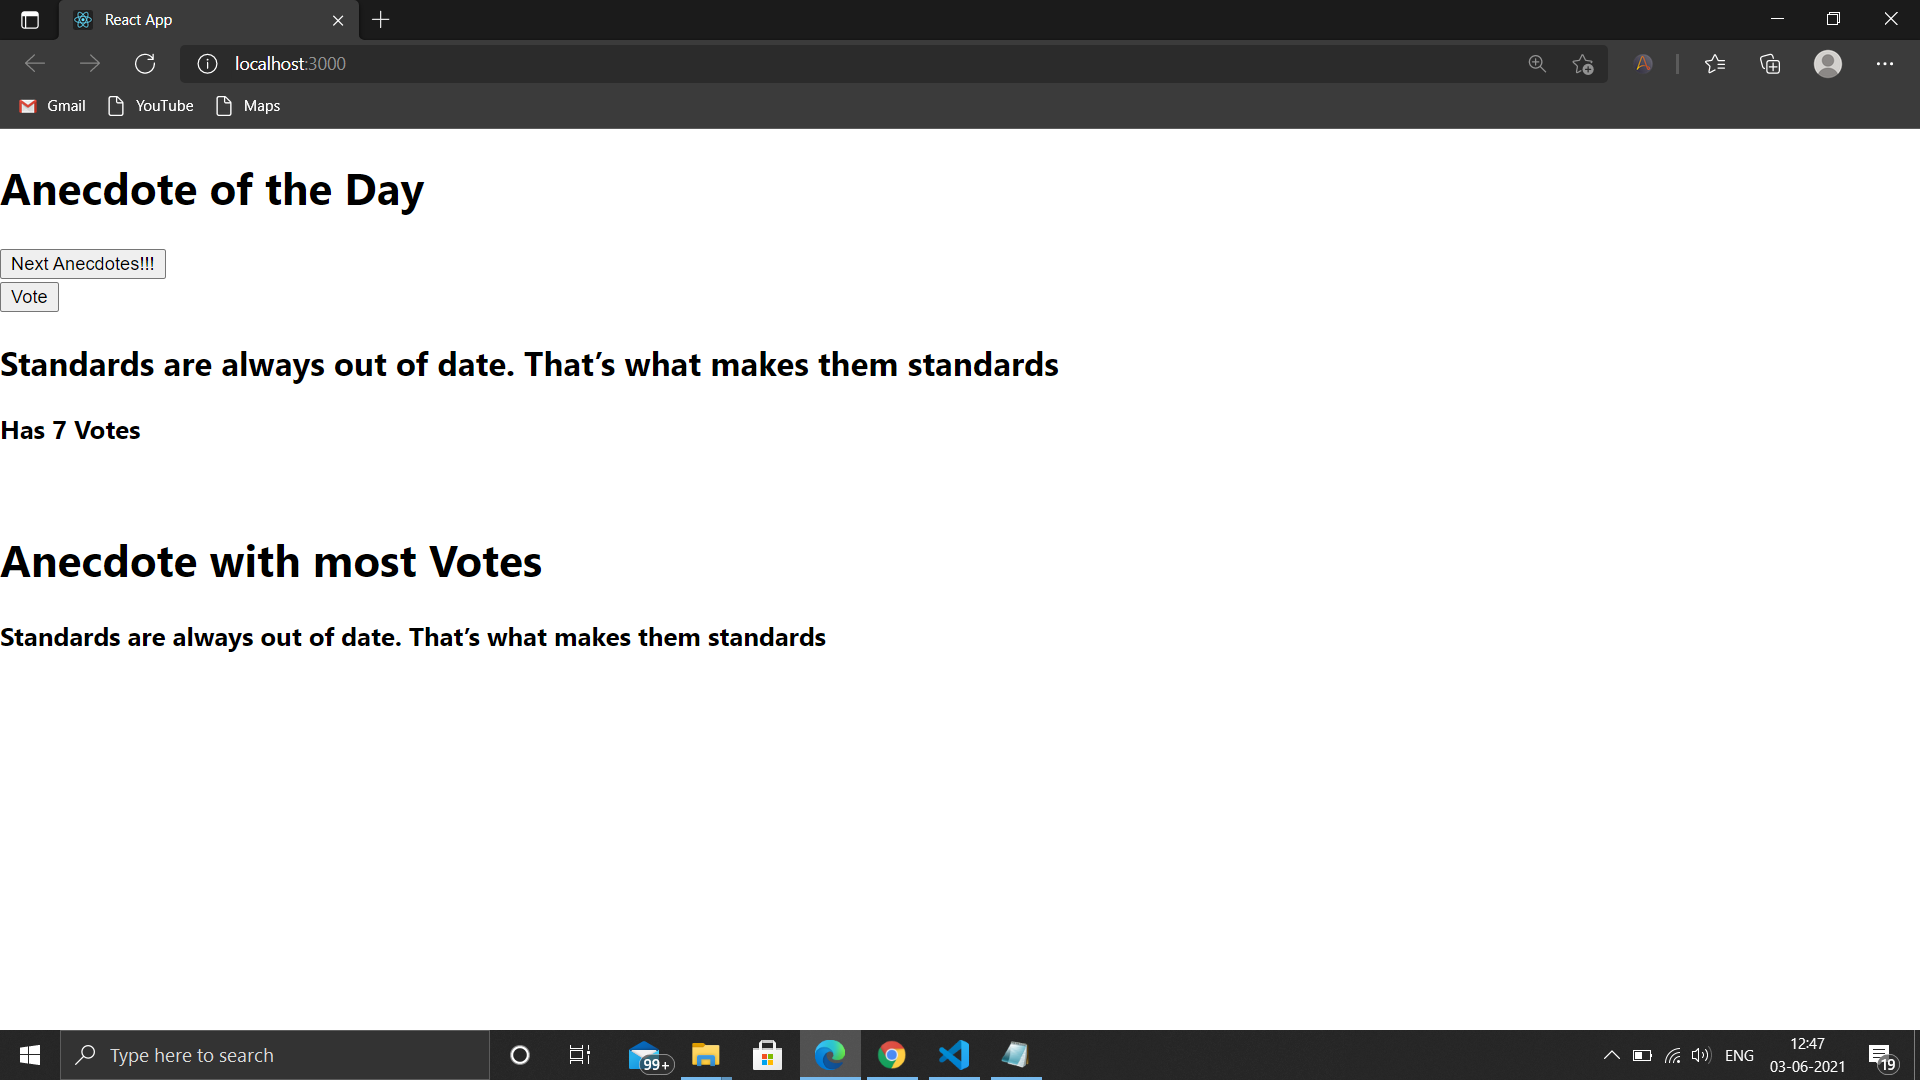 React App
localhost:3000
Gmail YouTube Maps
Anecdote of the Day
Next Anecdotes!!!
Vote
Standards are always out of date. That’s what makes them standards
Has 7 Votes
Anecdote with most Votes
Standards are always out of date. That’s what makes them standards
Type here to search
99+
ENG
12:47
03-06-2021
19